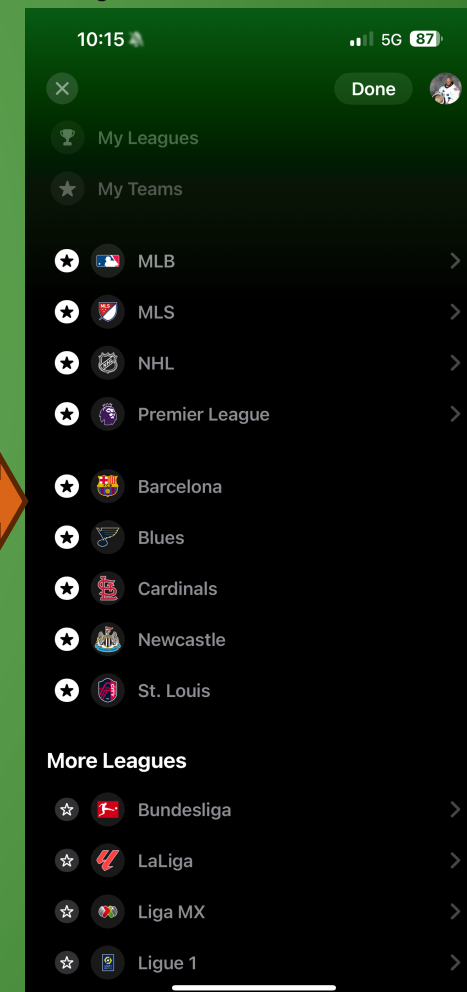 10:15
5G 87
Done
My Leagues
My Teams
MLB
MLS
NHL
Premier League
Barcelona
Blues
Cardinals
Newcastle
St. Louis
More Leagues
Bundesliga
LaLiga
Liga MX
Ligue 1